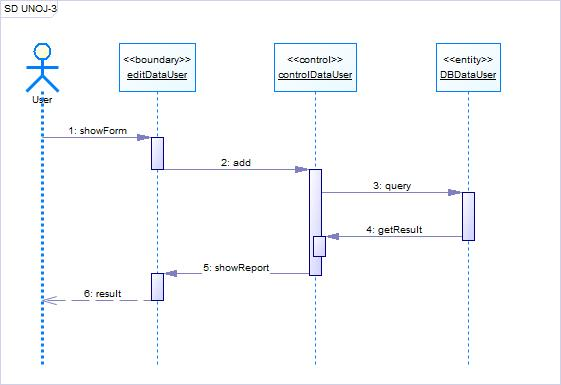 SD UNOJ-3
User
<<boundary>>
editDataUser
<<control>>
controlDataUser
<<entity>>
DBDataUser
1: showForm
2: add
3: query
4: getResult
5: showReport
6: result